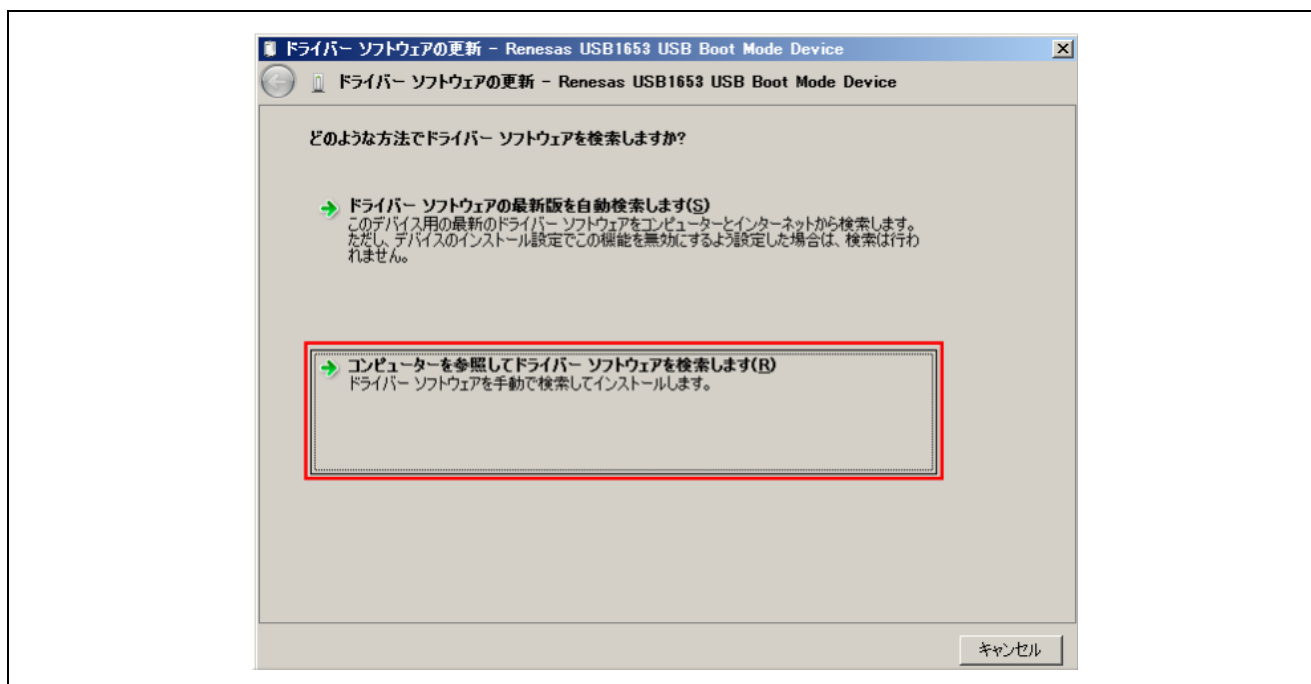 ドライバー ソフトウェアの更新 - Renesas USB1653 USB Boot Mode Device
ドライバー ソフトウェアの更新 - Renesas USB1653 USB Boot Mode Device
どのような方法でドライバー ソフトウェアを検索しますか?
ドライバー ソフトウェアの最新版を自動検索します(S)
このデバイス用の最新のドライバー ソフトウェアをコンピューターとインターネットから検索します。
ただし、デバイスのインストール設定でこの機能を無効にするよう設定した場合は、検索は行わ
れません。
コンピューターを参照してドライバー ソフトウェアを検索します(R)
ドライバー ソフトウェアを手動で検索してインストールします。
キャンセル